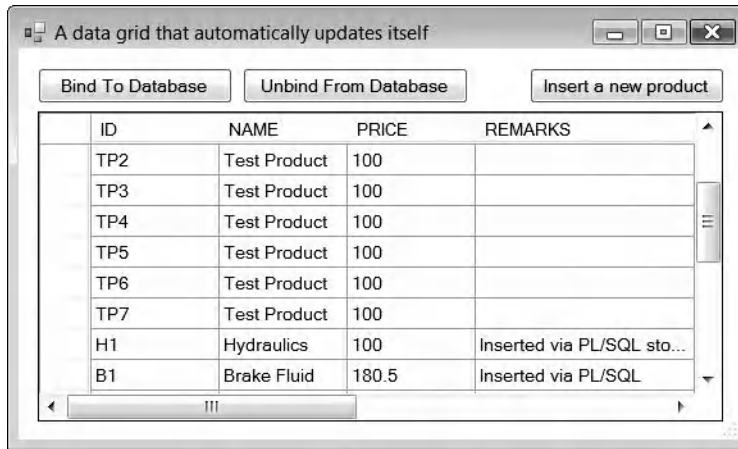 A data grid that automatically updates itself
Bind To Database Unbind From Database Insert a new product
ID NAME PRICE REMARKS
TP2 Test Product 100
TP3 Test Product 100
TP4 Test Product 100
TP5 Test Product 100
TP6 Test Product 100
TP7 Test Product 100
H1 Hydraulics 100 Inserted via PL/SQL sto...
B1 Brake Fluid 180.5 Inserted via PL/SQL